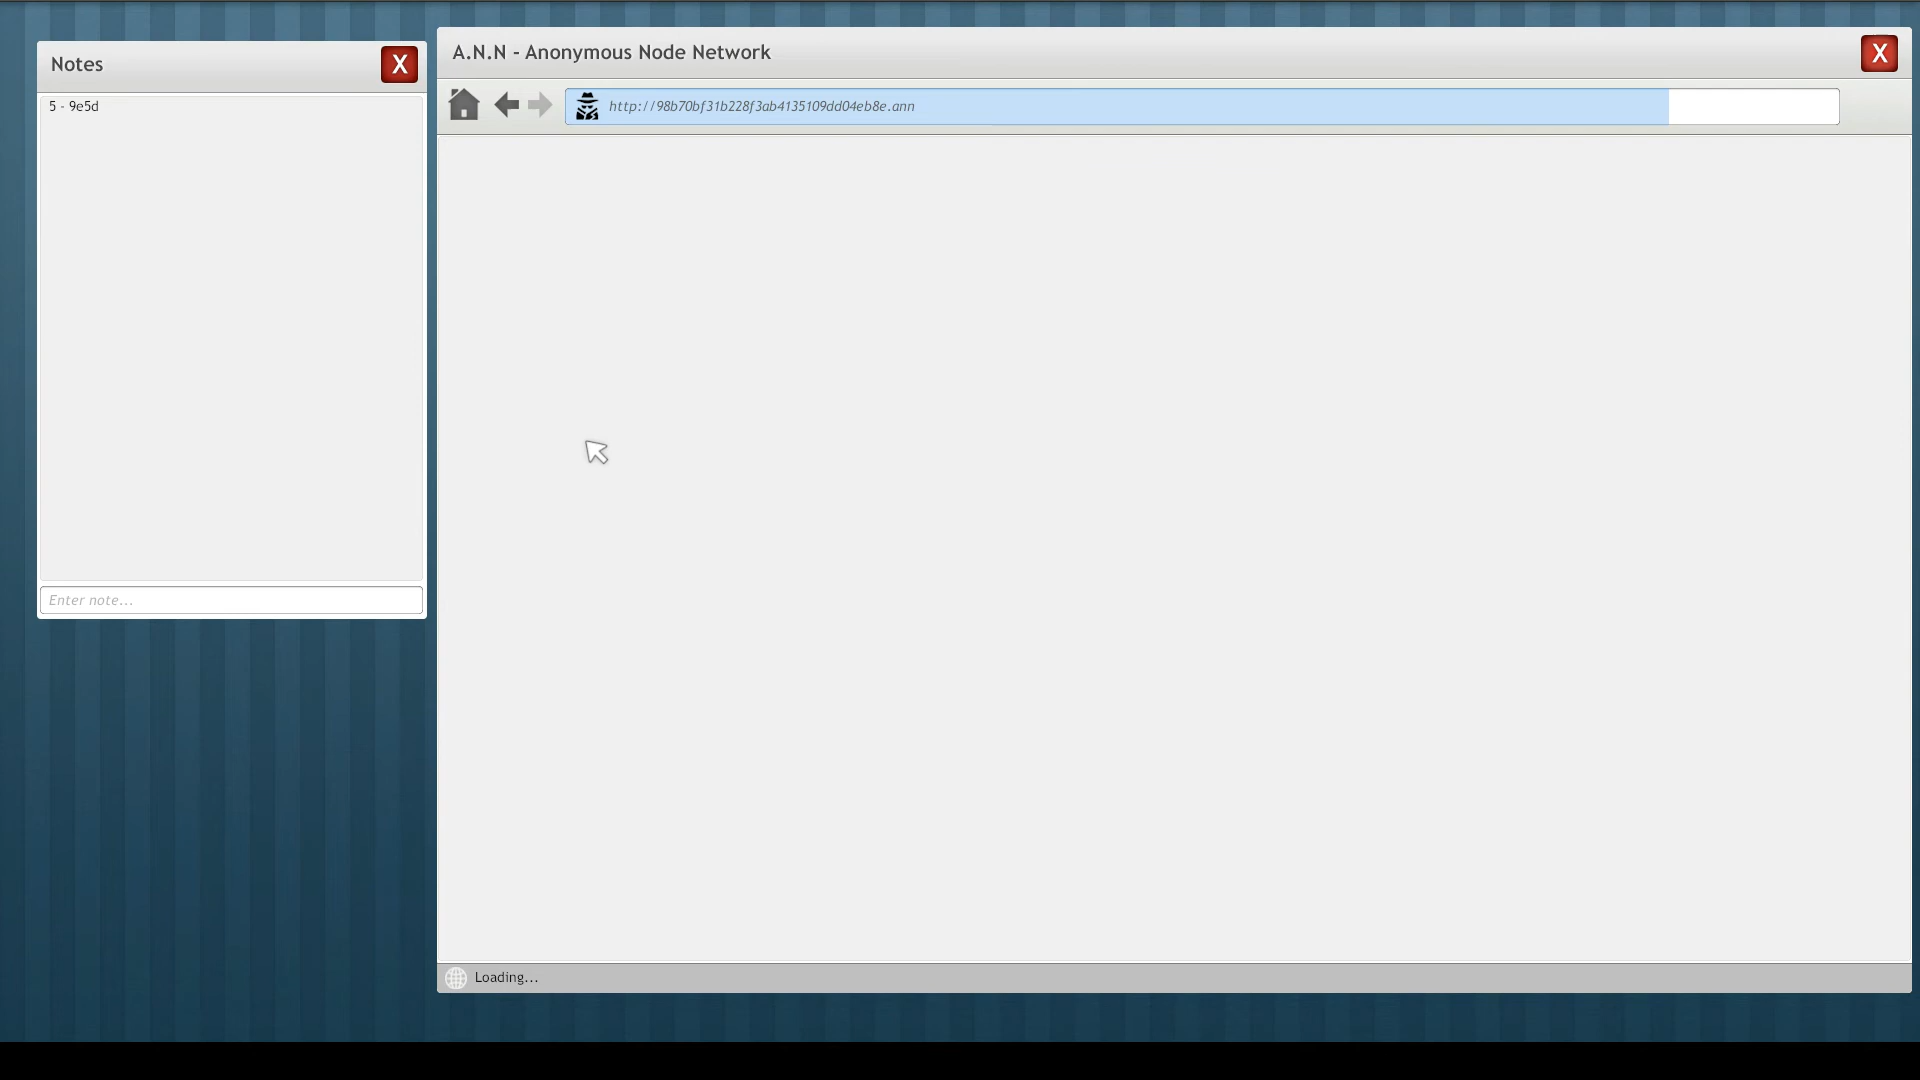 Notes
X
5 - 9e5d
Enter note...
A.N.N - Anonymous Node Network
X
http://98b70bf31b228f3ab4135109dd04eb8e.ann
Loading...